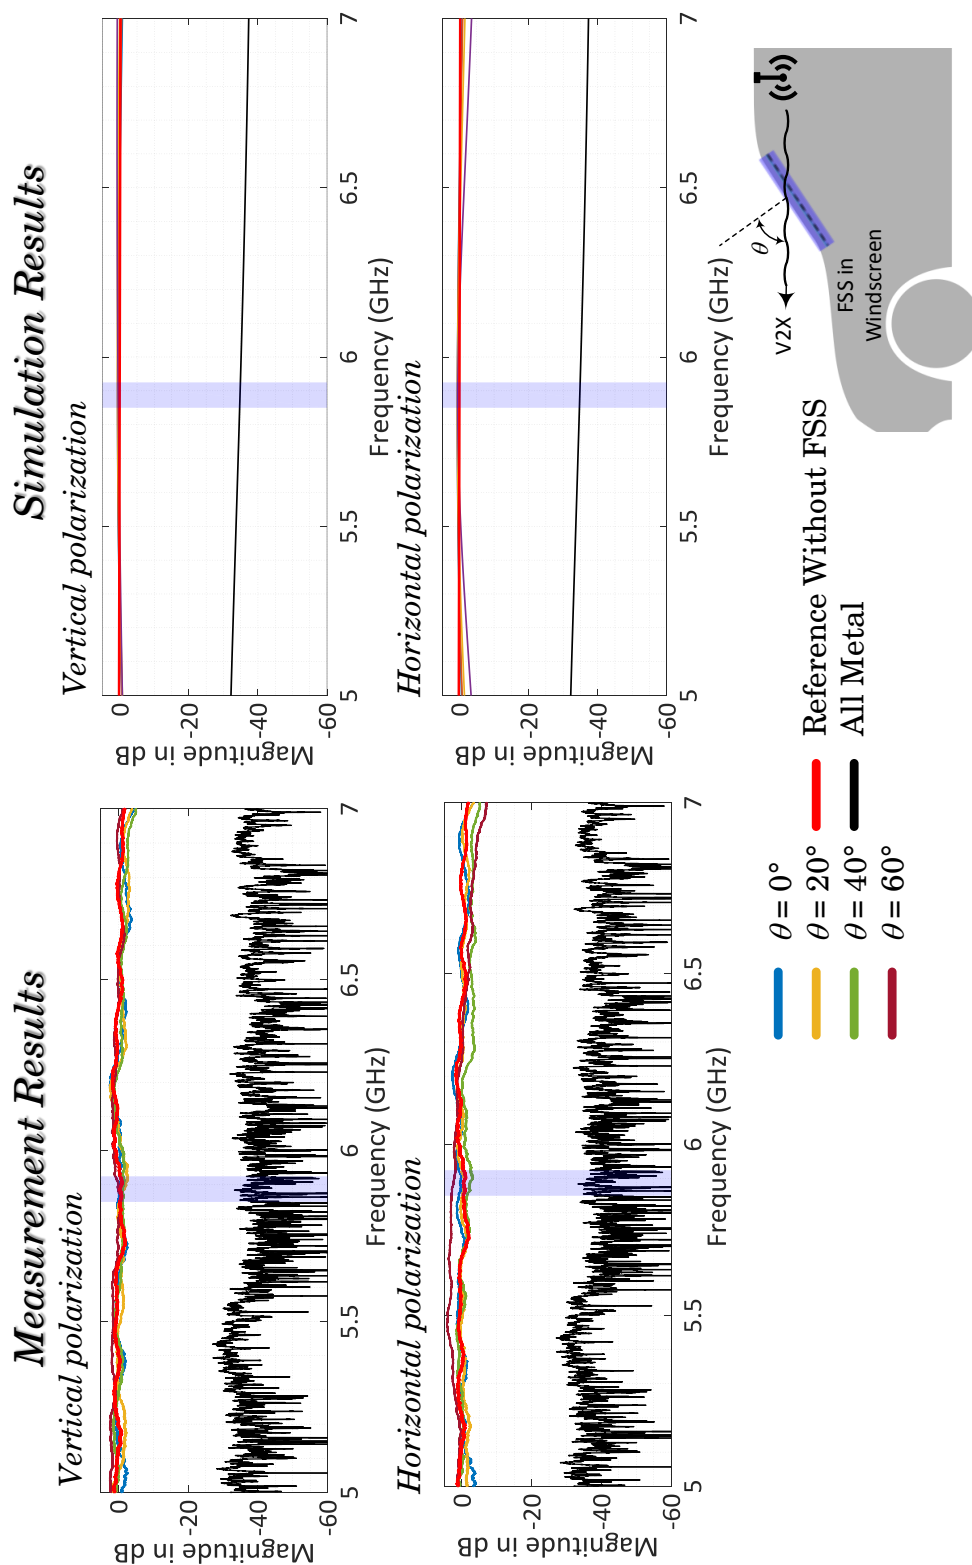 Measurement Results
Vertical polarization
0
-20
-40
-60
Magnitude in dB
5
5.5
6
6.5
7
Frequency (GHz)
Horizontal polarization
0
-20
-40
-60
Magnitude in dB
5
5.5
6
6.5
7
Frequency (GHz)
Simulation Results
Vertical polarization
0
-20
-40
-60
Magnitude in dB
5
5.5
6
6.5
7
Frequency (GHz)
Horizontal polarization
0
-20
-40
-60
Magnitude in dB
5
5.5
6
6.5
7
Frequency (GHz)
θ = 0°
θ = 20°
θ = 40°
θ = 60°
Reference Without FSS
All Metal
V2X
θ
FSS in
Windscreen